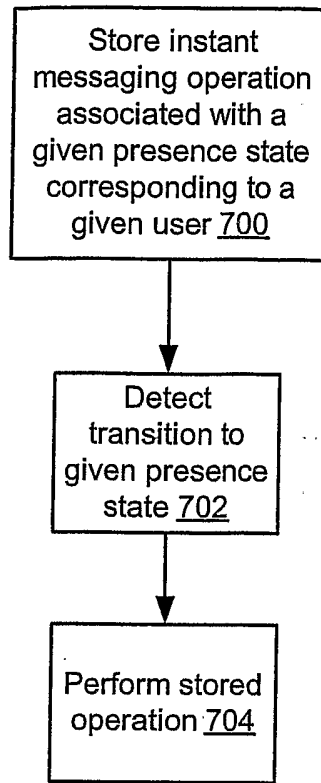 Store instant
messaging operation
associated with a
given presence state
corresponding to a
given user 700
Detect
transition to
given presence
state 702
Perform stored
operation 704